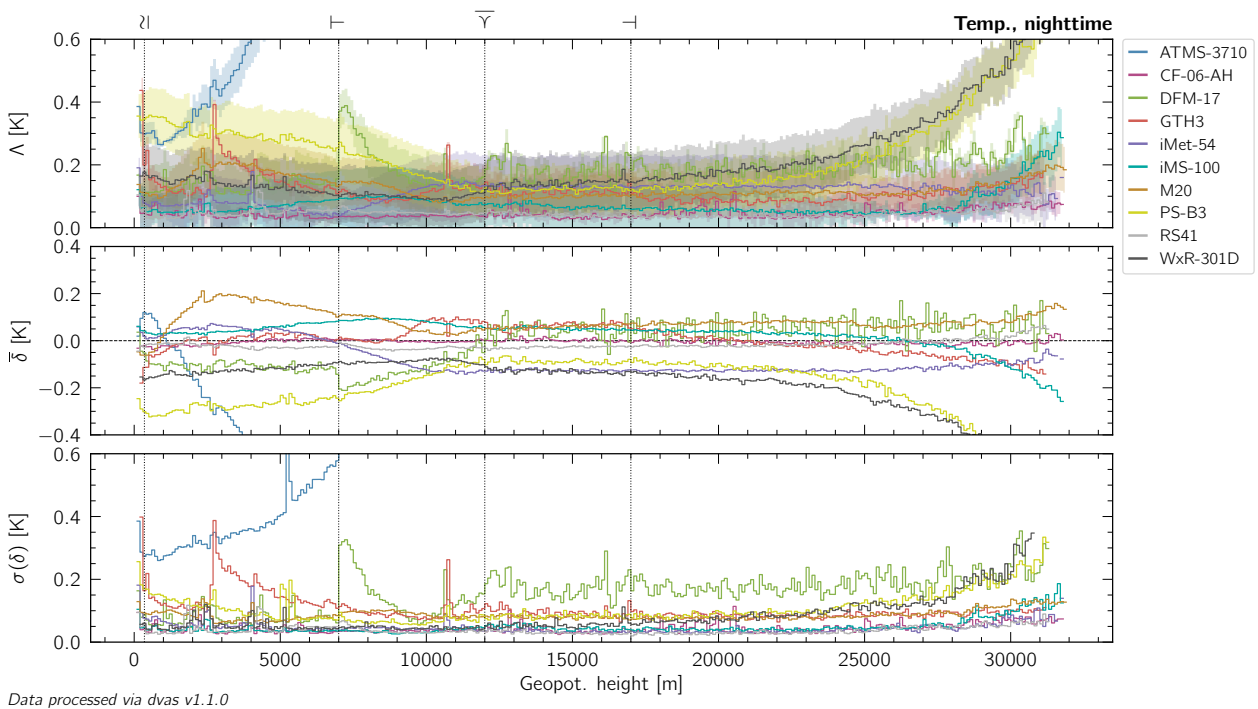 Temp., nighttime
0.6
0.4
0.2
0.0
Λ [K]
0.4
0.2
0.0
−0.2
−0.4
δ̅ [K]
0.6
0.4
0.2
0.0
σ(δ) [K]
0
5000
10000
15000
20000
25000
30000
Geopot. height [m]
ATMS-3710
CF-06-AH
DFM-17
GTH3
iMet-54
iMS-100
M20
PS-B3
RS41
WxR-301D
Data processed via dvas v1.1.0